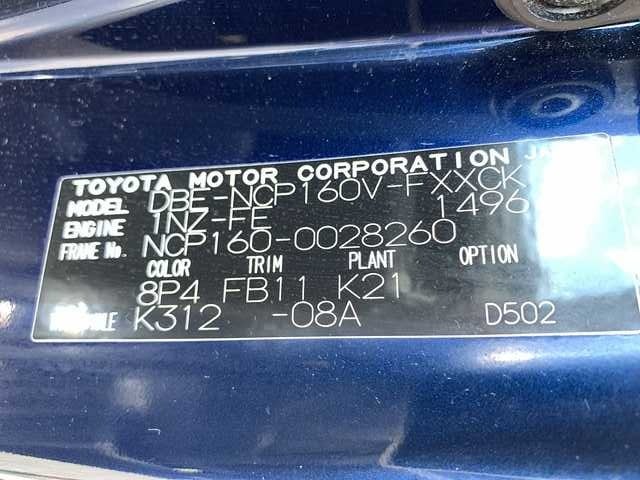 TOYOTA MOTOR CORPORATION JA
MODEL DBE-NCP160V-FXXCK
ENGINE 1NZ-FE 1496
FRAME No. NCP160-0028260
COLOR TRIM PLANT OPTION
8P4 FB11 K21
K312 -08A D502